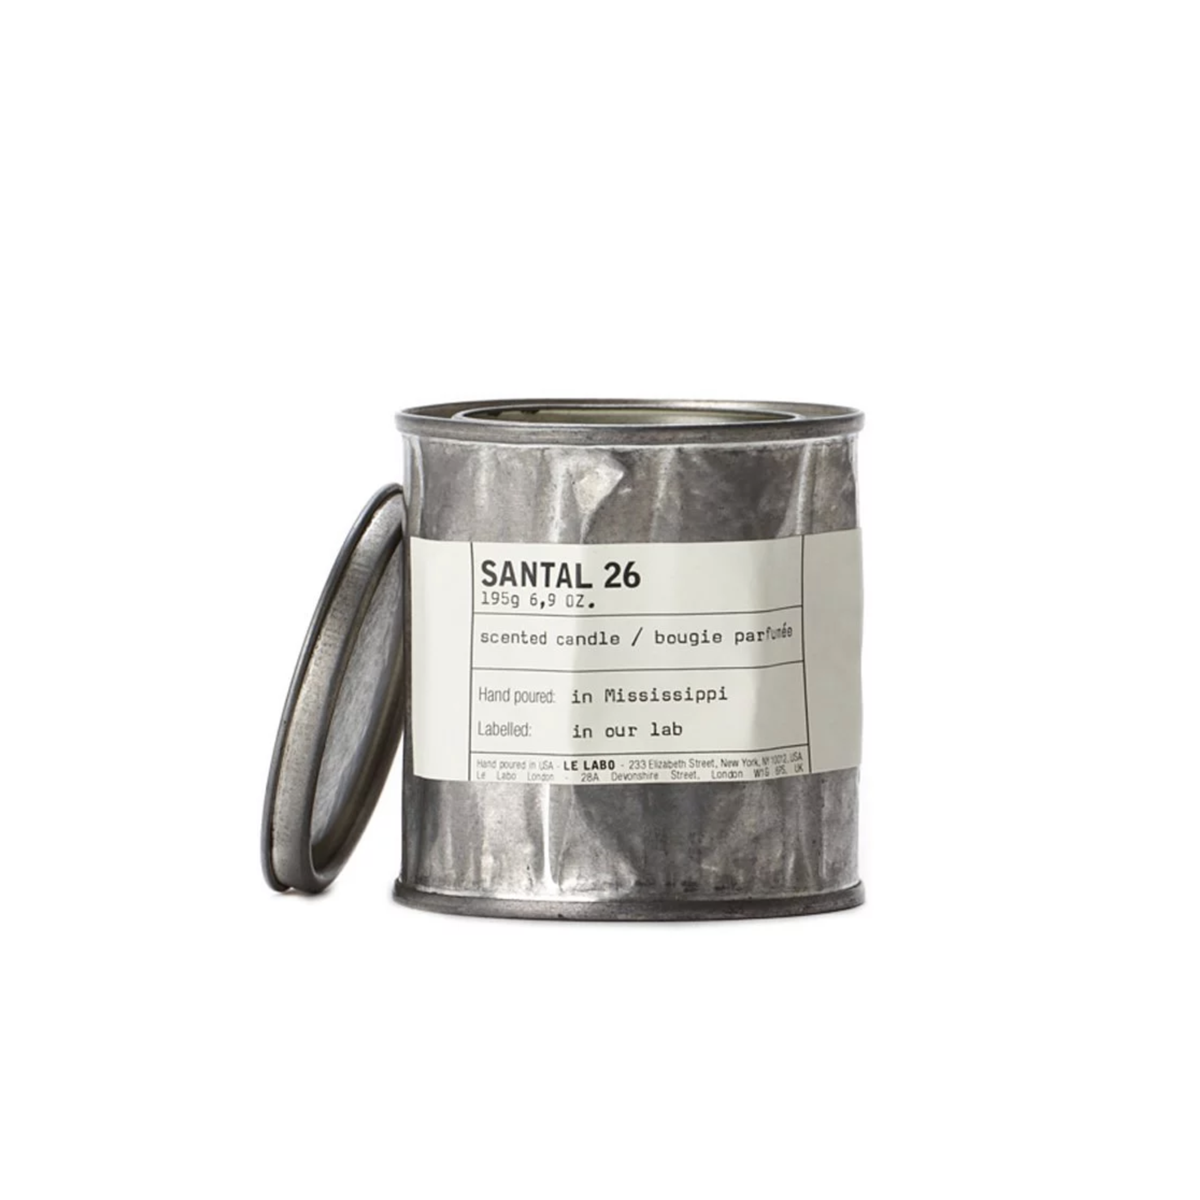 SANTAL 26
195g 6,9 OZ.
scented candle / bougie parfumée
Hand poured: in Mississippi
Labelled: in our lab
Hand poured in USA - LE LABO - 233 Elizabeth Street, New York, NY 10012, USA
Le Labo London - 28A Devonshire Street, London W1G 6PS, UK